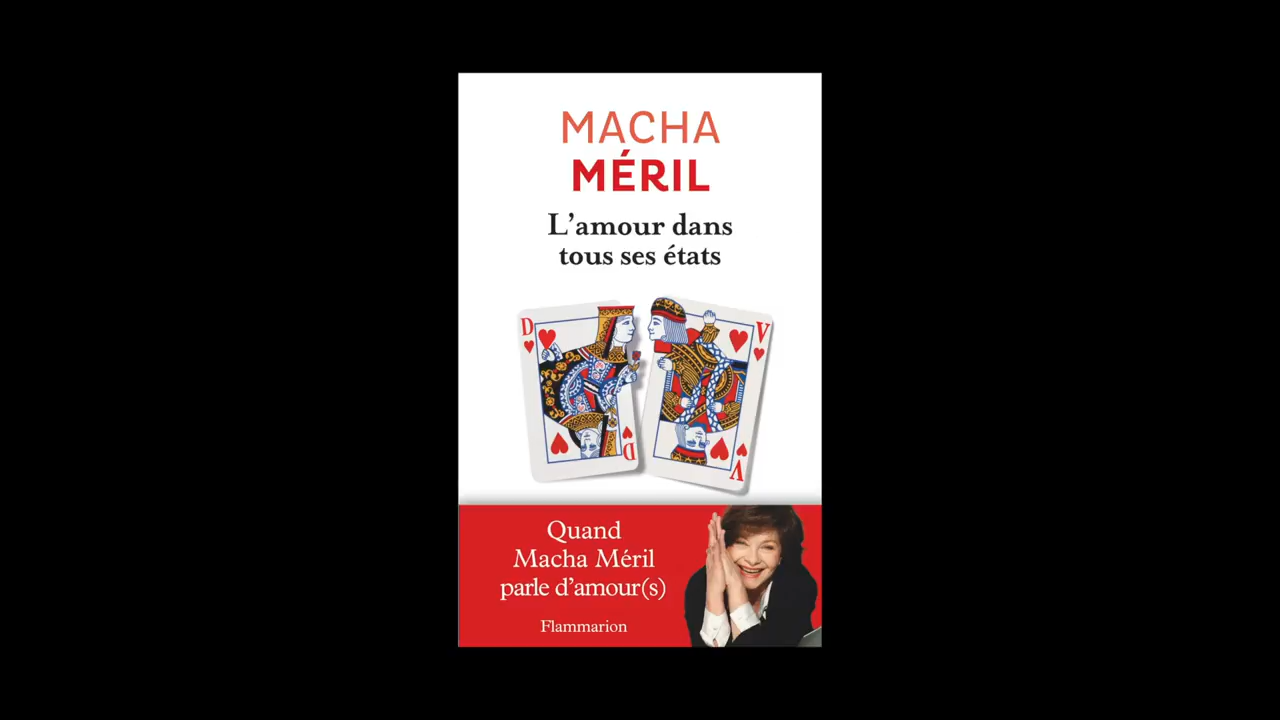 MACHA
MÉRIL
L'amour dans
tous ses états
D
V
D
V
Quand
Macha Méril
parle d'amour(s)
Flammarion